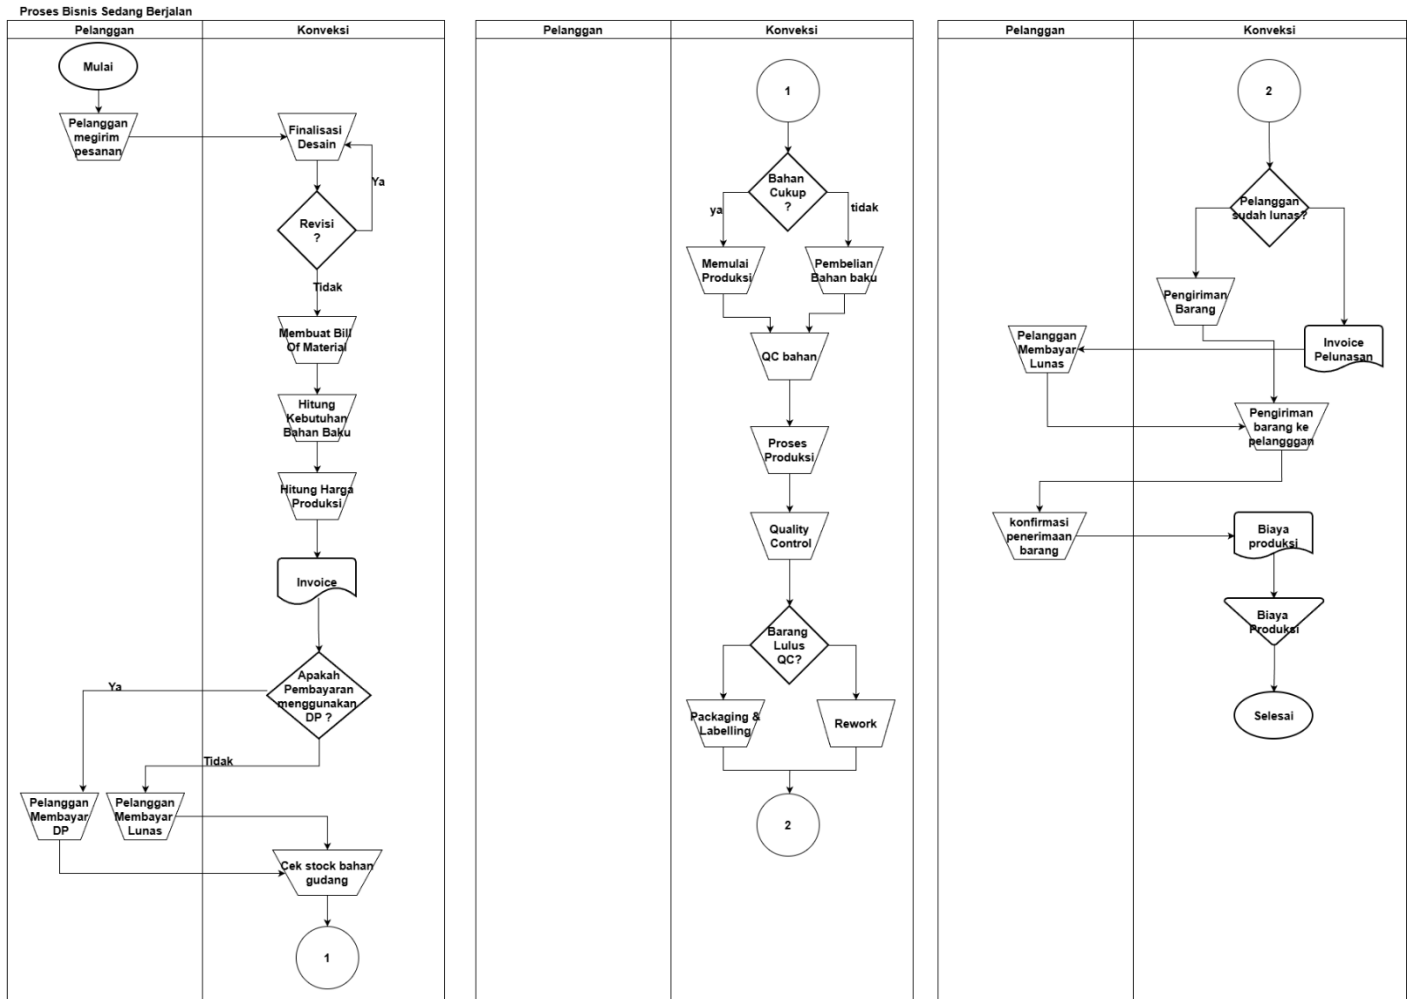 Proses Bisnis Sedang Berjalan
Pelanggan
Konveksi
Mulai
Pelanggan
megirim
pesanan
Finalisasi
Desain
Ya
Revisi
?
Tidak
Membuat Bill
Of Material
Hitung
Kebutuhan
Bahan Baku
Hitung Harga
Produksi
Invoice
Apakah
Pembayaran
menggunakan
DP ?
Ya
Tidak
Pelanggan
Membayar
DP
Pelanggan
Membayar
Lunas
Cek stock bahan
gudang
1
Pelanggan
Konveksi
1
Bahan
Cukup
?
ya
tidak
Memulai
Produksi
Pembelian
Bahan baku
QC bahan
Proses
Produksi
Quality
Control
Barang
Lulus
QC?
Packaging &
Labelling
Rework
2
Pelanggan
Konveksi
2
Pelanggan
sudah lunas?
Pengiriman
Barang
Invoice
Pelunasan
Pelanggan
Membayar
Lunas
Pengiriman
barang ke
pelangggan
konfirmasi
penerimaan
barang
Biaya
produksi
Biaya
Produksi
Selesai